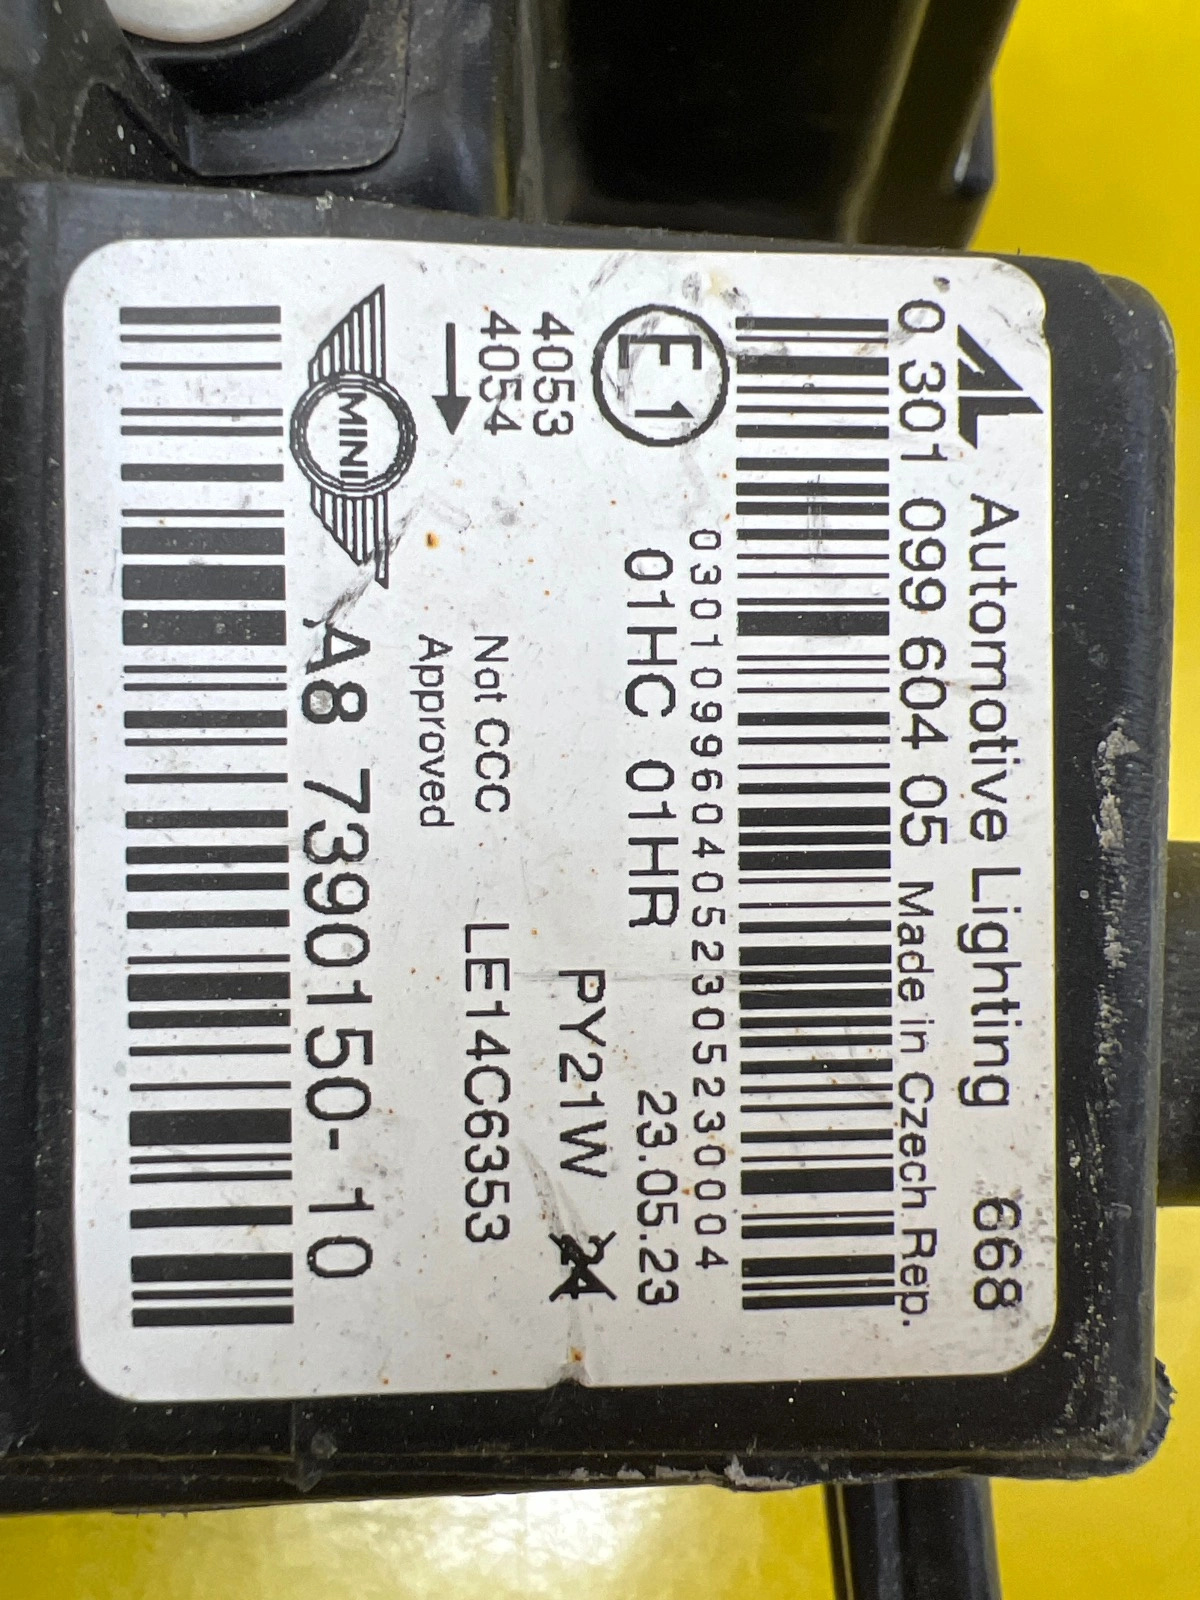 Automotive Lighting 668
0 301 099 604 05 Made in Czech Rep.
0301099604052305230004
E1 01HC 01HR 23.05.23
4053
4054
PY21W 24
Not CCC
Approved
LE14C6353
MINI A8 7390150-10